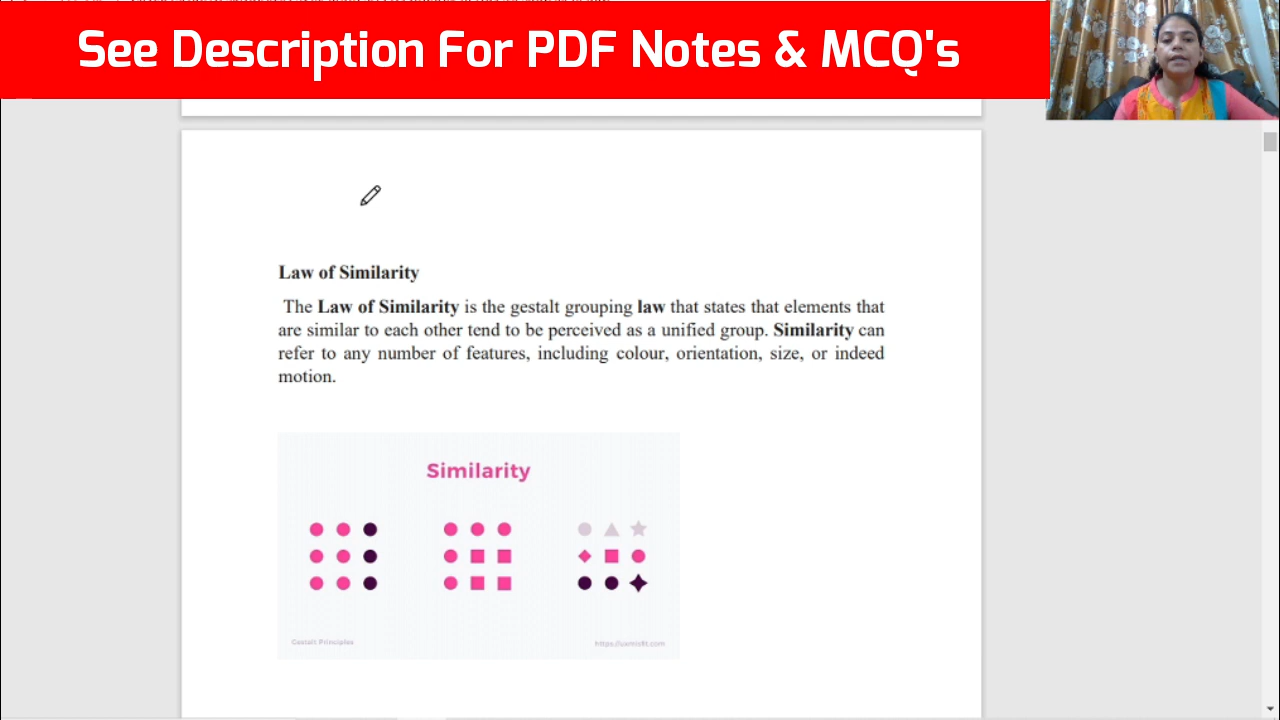 See Description For PDF Notes & MCQ's
Law of Similarity
The Law of Similarity is the gestalt grouping law that states that elements that
are similar to each other tend to be perceived as a unified group. Similarity can
refer to any number of features, including colour, orientation, size, or indeed
motion.
Similarity
Gestalt Principles